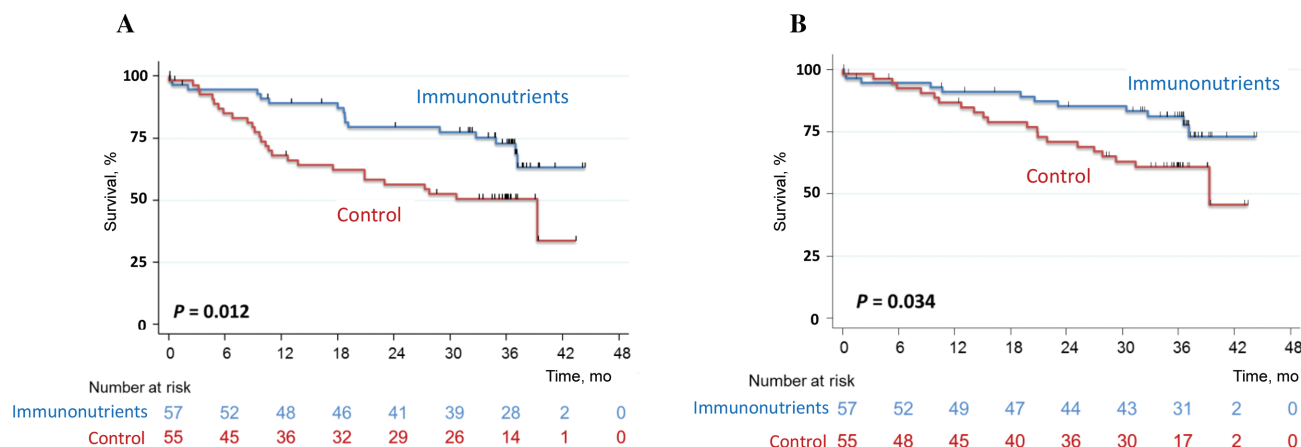 A
Survival, %
100
75
50
25
0
Immunonutrients
Control
P = 0.012
0 6 12 18 24 30 36 42 48
Time, mo
Number at risk
Immunonutrients 57 52 48 46 41 39 28 2 0
Control 55 45 36 32 29 26 14 1 0
B
Survival, %
100
75
50
25
0
Immunonutrients
Control
P = 0.034
0 6 12 18 24 30 36 42 48
Time, mo
Number at risk
Immunonutrients 57 52 49 47 44 43 31 2 0
Control 55 48 45 40 36 30 17 2 0